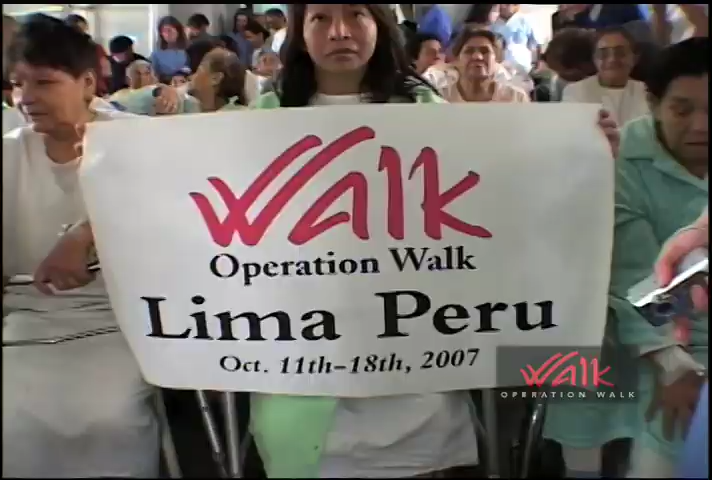 Walk
Operation Walk
Lima Peru
Oct. 11th-18th, 2007
Walk
OPERATION WALK